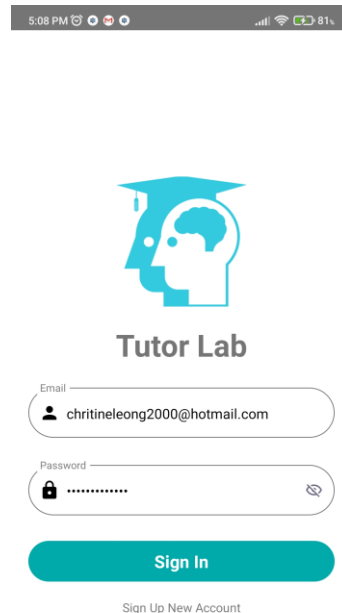 5:08 PM 81%
Tutor Lab
Email
chritineleong2000@hotmail.com
Password
•••••••••••••
Sign In
Sign Up New Account